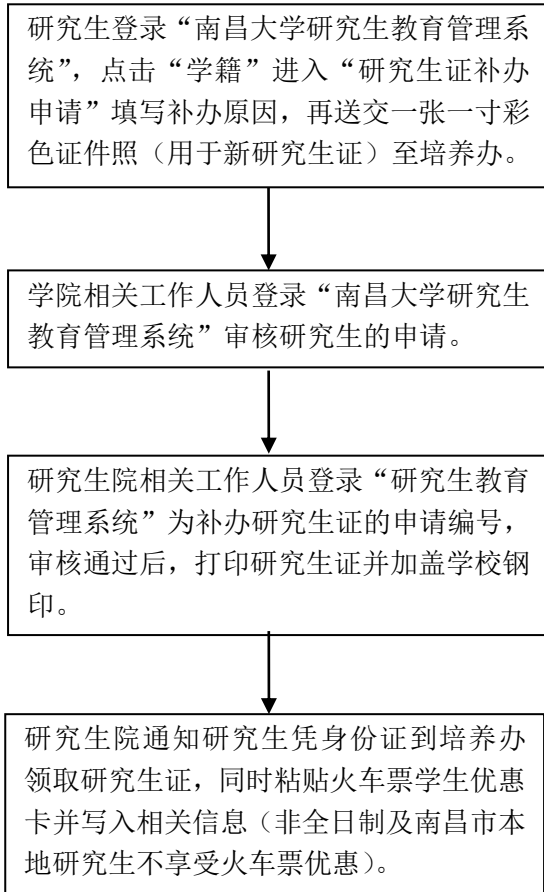 研究生登录“南昌大学研究生教育管理系
统”，点击“学籍”进入“研究生证补办
申请”填写补办原因，再送交一张一寸彩
色证件照（用于新研究生证）至培养办。
学院相关工作人员登录“南昌大学研究生
教育管理系统”审核研究生的申请。
研究生院相关工作人员登录“研究生教育
管理系统”为补办研究生证的申请编号，
审核通过后，打印研究生证并加盖学校钢
印。
研究生院通知研究生凭身份证到培养办
领取研究生证，同时粘贴火车票学生优惠
卡并写入相关信息（非全日制及南昌市本
地研究生不享受火车票优惠）。